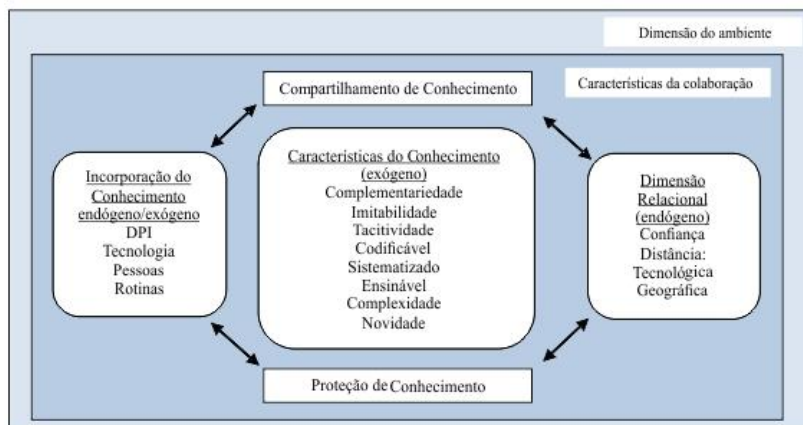 Dimensão do ambiente
Características da colaboração
Compartilhamento de Conhecimento
Incorporação do
Conhecimento
endógeno/exógeno
DPI
Tecnologia
Pessoas
Rotinas
Características do Conhecimento
(exógeno)
Complementariedade
Imitabilidade
Tacitividade
Codificável
Sistematizado
Ensinável
Complexidade
Novidade
Dimensão
Relacional
(endógeno)
Confiança
Distância:
Tecnológica
Geográfica
Proteção de Conhecimento